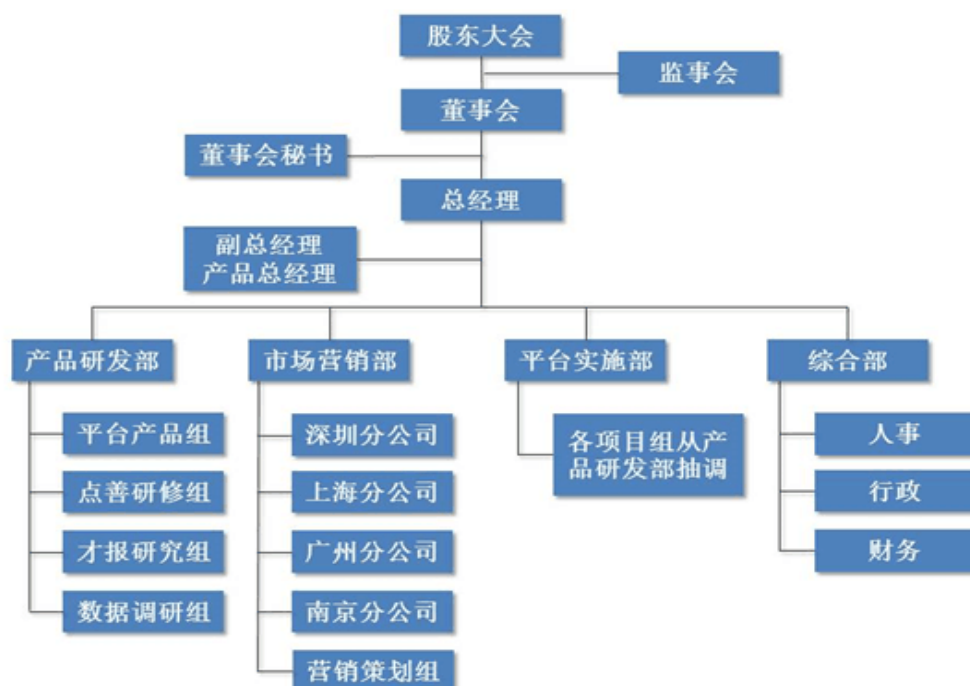 股东大会
监事会
董事会
董事会秘书
总经理
副总经理
产品总经理
产品研发部
市场营销部
平台实施部
综合部
平台产品组
点善研修组
才报研究组
数据调研组
深圳分公司
上海分公司
广州分公司
南京分公司
营销策划组
各项目组从产
品研发部抽调
人事
行政
财务